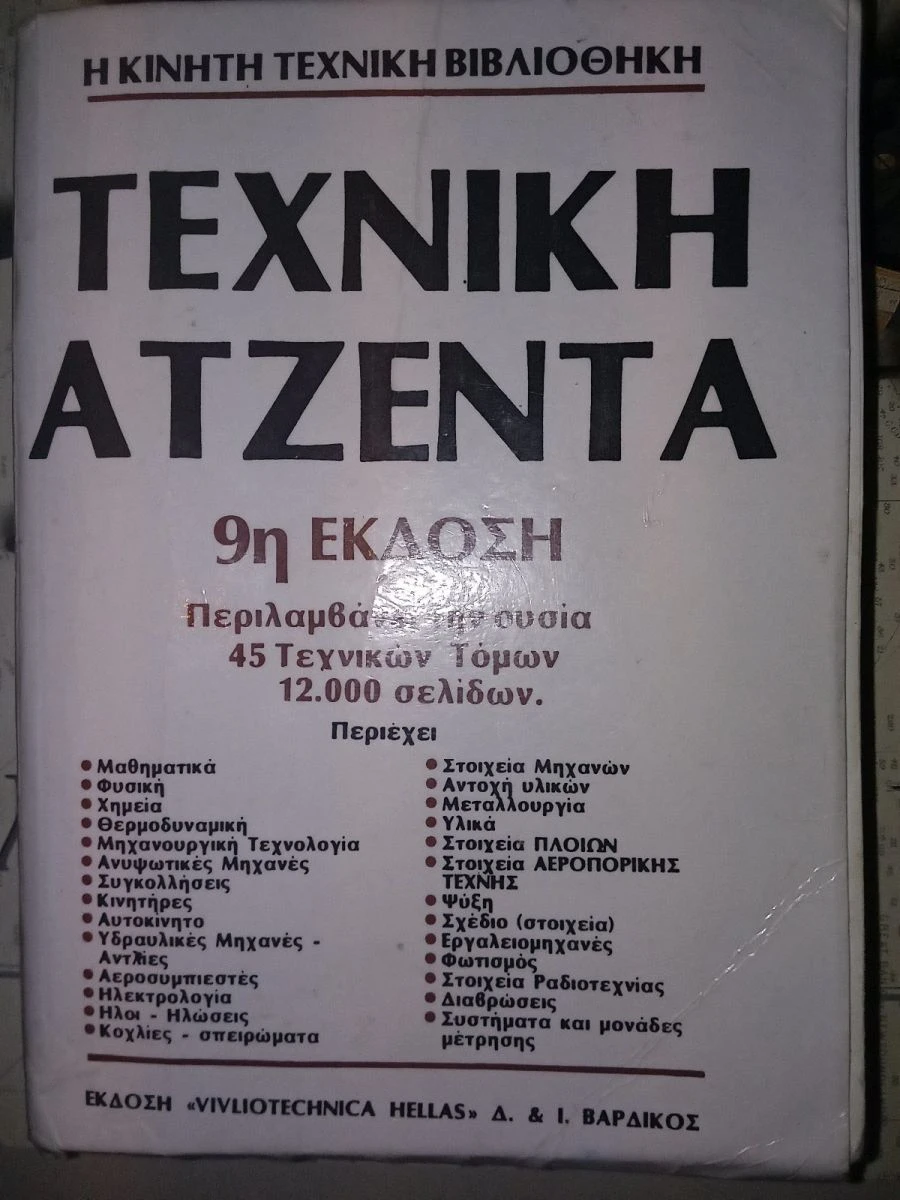 Η ΚΙΝΗΤΗ ΤΕΧΝΙΚΗ ΒΙΒΛΙΟΘΗΚΗ
ΤΕΧΝΙΚΗ
ΑΤΖΕΝΤΑ
9η ΕΚΔΟΣΗ
Περιλαμβάνει την ουσία
45 Τεχνικών Τόμων
12.000 σελίδων.
Περιέχει
• Μαθηματικά
• Φυσική
• Χημεία
• Θερμοδυναμική
• Μηχανουργική Τεχνολογία
• Ανυψωτικές Μηχανές
• Συγκολλήσεις
• Κινητήρες
• Αυτοκίνητο
• Υδραυλικές Μηχανές -
Αντλίες
• Αεροσυμπιεστές
• Ηλεκτρολογία
• Ηλοι - Ηλώσεις
• Κοχλίες - σπειρώματα
• Στοιχεία Μηχανών
• Αντοχή υλικών
• Μεταλλουργία
• Υλικά
• Στοιχεία ΠΛΟΙΩΝ
• Στοιχεία ΑΕΡΟΠΟΡΙΚΗΣ
ΤΕΧΝΗΣ
• Ψύξη
• Σχέδιο (στοιχεία)
• Εργαλειομηχανές
• Φωτισμός
• Στοιχεία Ραδιοτεχνίας
• Διαβρώσεις
• Συστήματα και μονάδες
μέτρησης
ΕΚΔΟΣΗ «VIVLIOTECHNICA HELLAS» Δ. & Ι. ΒΑΡΔΙΚΟΣ